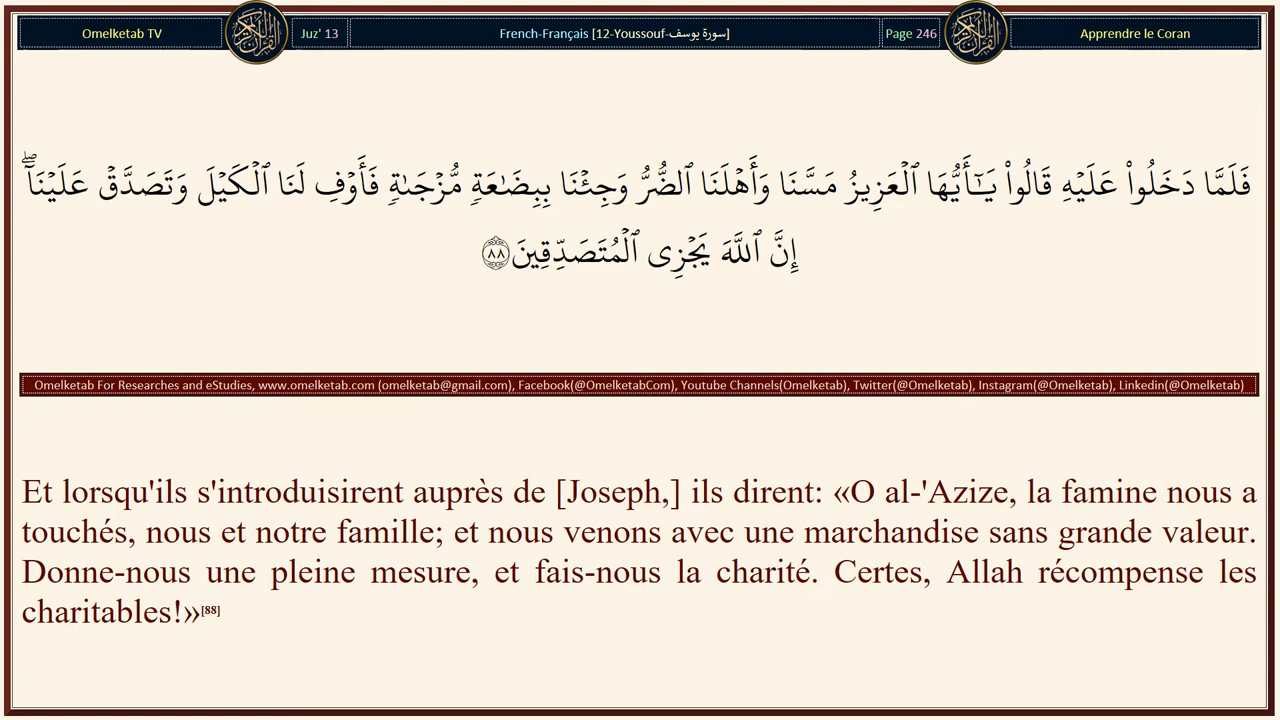 Omelketab TV
Juz' 13
French-Français [12-Youssouf-سورة يوسف]
Page 246
Apprendre le Coran
فَلَمَّا دَخَلُوا۟ عَلَيْهِ قَالُوا۟ يَـٰٓأَيُّهَا ٱلْعَزِيزُ مَسَّنَا وَأَهْلَنَا ٱلضُّرُّ وَجِئْنَا بِبِضَـٰعَةٍ مُّزْجَىٰةٍ فَأَوْفِ لَنَا ٱلْكَيْلَ وَتَصَدَّقْ عَلَيْنَآ ۖ
إِنَّ ٱللَّهَ يَجْزِى ٱلْمُتَصَدِّقِينَ ٨٨
Omelketab For Researches and eStudies, www.omelketab.com (omelketab@gmail.com), Facebook(@OmelketabCom), Youtube Channels(Omelketab), Twitter(@Omelketab), Instagram(@Omelketab), Linkedin(@Omelketab)
Et lorsqu'ils s'introduisirent auprès de [Joseph,] ils dirent: «O al-'Azize, la famine nous a
touchés, nous et notre famille; et nous venons avec une marchandise sans grande valeur.
Donne-nous une pleine mesure, et fais-nous la charité. Certes, Allah récompense les
charitables!»[88]